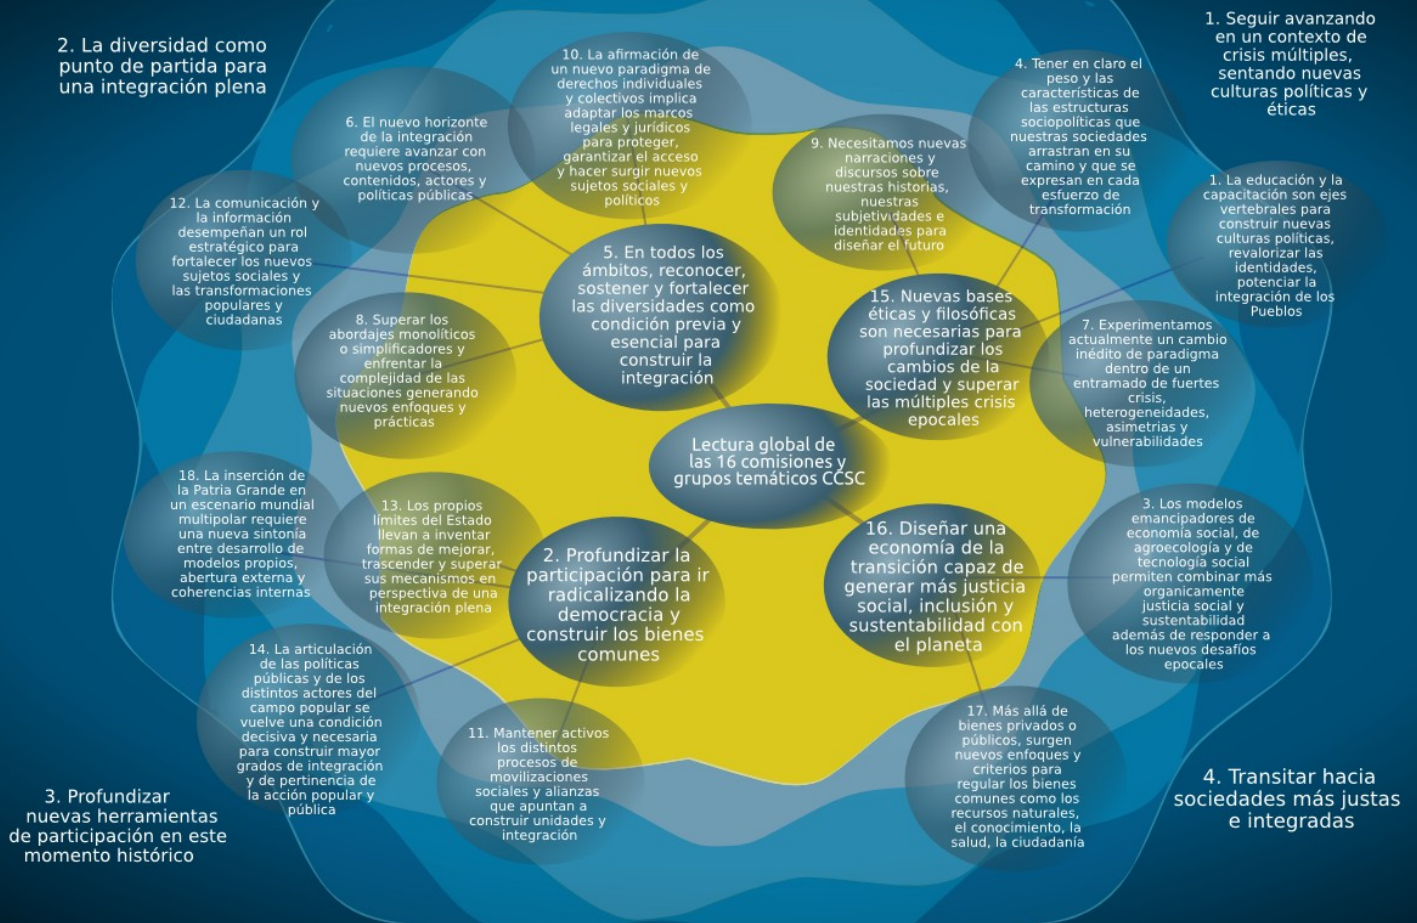 2. La diversidad como
punto de partida para
una integración plena
1. Seguir avanzando
en un contexto de
crisis múltiples,
sentando nuevas
culturas políticas y
éticas
10. La afirmación de
un nuevo paradigma de
derechos individuales
y colectivos implica
adaptar los marcos
legales y jurídicos
para proteger,
garantizar el acceso
y hacer surgir nuevos
sujetos sociales y
políticos
4. Tener en claro el
peso y las
características de
las estructuras
sociopolíticas que
nuestras sociedades
arrastran en su
camino y que se
expresan en cada
esfuerzo de
transformación
6. El nuevo horizonte
de la integración
requiere avanzar con
nuevos procesos,
contenidos, actores y
políticas públicas
9. Necesitamos nuevas
narraciones y
discursos sobre
nuestras historias,
nuestras
subjetividades e
identidades para
diseñar el futuro
1. La educación y la
capacitación son ejes
vertebrales para
construir nuevas
culturas políticas,
revalorizar las
identidades,
potenciar la
integración de los
Pueblos
12. La comunicación y
la información
desempeñan un rol
estratégico para
fortalecer los nuevos
sujetos sociales y
las transformaciones
populares y
ciudadanas
5. En todos los
ámbitos, reconocer,
sostener y fortalecer
las diversidades como
condición previa y
esencial para
construir la
integración
15. Nuevas bases
éticas y filosóficas
son necesarias para
profundizar los
cambios de la
sociedad y superar
las múltiples crisis
epocales
8. Superar los
abordajes monolíticos
o simplificadores y
enfrentar la
complejidad de las
situaciones generando
nuevos enfoques y
prácticas
7. Experimentamos
actualmente un cambio
inédito de paradigma
dentro de un
entramado de fuertes
crisis,
heterogeneidades,
asimetrias y
vulnerabilidades
Lectura global de
las 16 comisiones y
grupos temáticos CCSC
18. La inserción de
la Patria Grande en
un escenario mundial
multipolar requiere
una nueva sintonía
entre desarrollo de
modelos propios,
abertura externa y
coherencias internas
13. Los propios
límites del Estado
llevan a inventar
formas de mejorar,
trascender y superar
sus mecanismos en
perspectiva de una
integración plena
2. Profundizar la
participación para ir
radicalizando la
democracia y
construir los bienes
comunes
16. Diseñar una
economía de la
transición capaz de
generar más justicia
social, inclusión y
sustentabilidad con
el planeta
3. Los modelos
emancipadores de
economía social, de
agroecología y de
tecnología social
permiten combinar más
organicamente
justicia social y
sustentabilidad
además de responder a
los nuevos desafíos
epocales
14. La articulación
de las políticas
públicas y de los
distintos actores del
campo popular se
vuelve una condición
decisiva y necesaria
para construir mayor
grados de integración
y de pertinencia de
la acción popular y
pública
11. Mantener activos
los distintos
procesos de
movilizaciones
sociales y alianzas
que apuntan a
construir unidades y
integración
17. Más allá de
bienes privados o
públicos, surgen
nuevos enfoques y
criterios para
regular los bienes
comunes como los
recursos naturales,
el conocimiento, la
salud, la ciudadanía
3. Profundizar
nuevas herramientas
de participación en este
momento histórico
4. Transitar hacia
sociedades más justas
e integradas